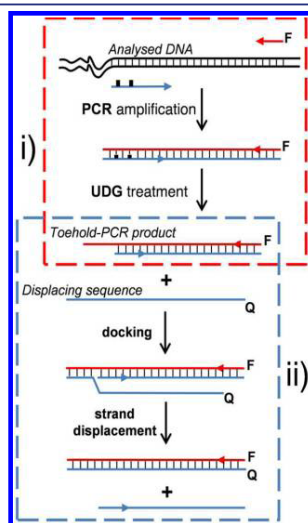 F
Analysed DNA
PCR amplification
i)
F
UDG treatment
Toehold-PCR product
F
+
Displacing sequence
Q
docking
F
ii)
Q
strand
displacement
F
Q
+